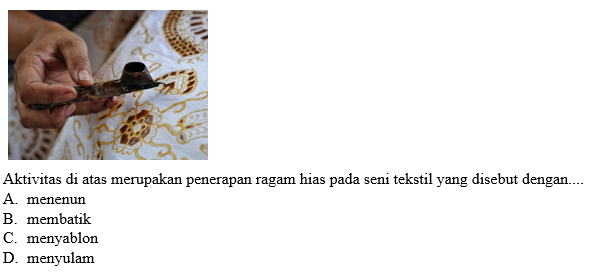 Aktivitas di atas merupakan penerapan ragam hias pada seni tekstil yang disebut dengan....
A. menenun
B. membatik
C. menyablon
D. menyulam